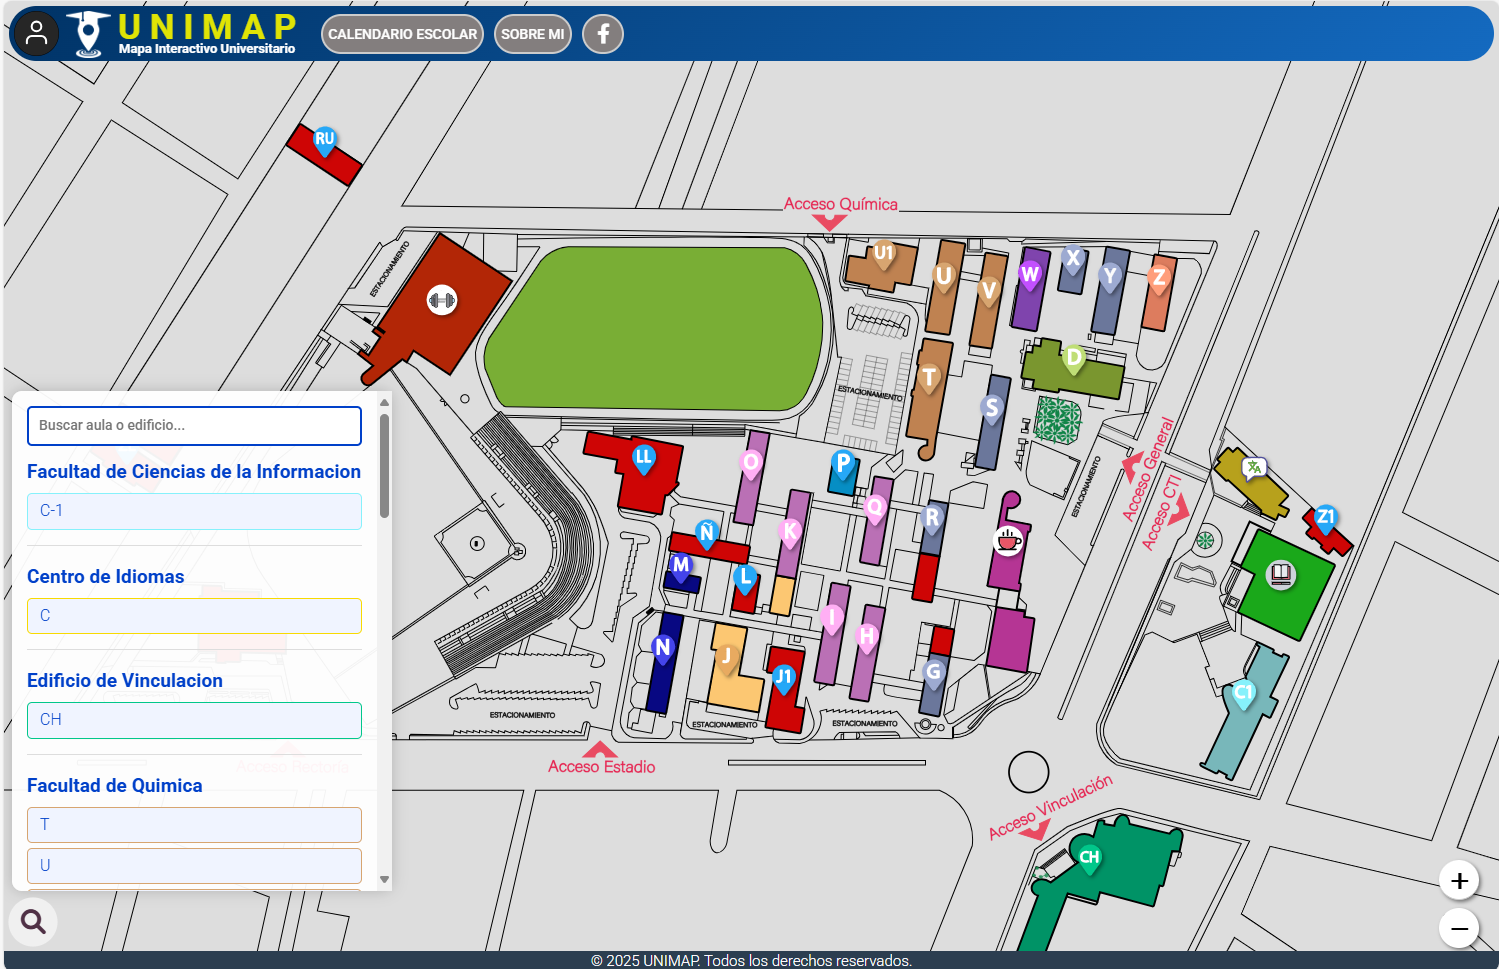 UNIMAP
Mapa Interactivo Universitario
CALENDARIO ESCOLAR
SOBRE MI
f
RU
Acceso Química
ESTACIONAMIENTO
U1
U
V
W
X
Y
Z
ESTACIONAMIENTO
T
S
D
Acceso General
Acceso CTI
ESTACIONAMIENTO
LL
O
P
Q
R
K
Ñ
M
L
Z1
I
H
N
J
J1
G
C1
ESTACIONAMIENTO
ESTACIONAMIENTO
ESTACIONAMIENTO
Acceso Estadio
Acceso Vinculación
CH
Buscar aula o edificio...
Facultad de Ciencias de la Informacion
C-1
Centro de Idiomas
C
Edificio de Vinculacion
CH
Acceso Rectoría
Facultad de Quimica
T
U
+
−
© 2025 UNIMAP. Todos los derechos reservados.